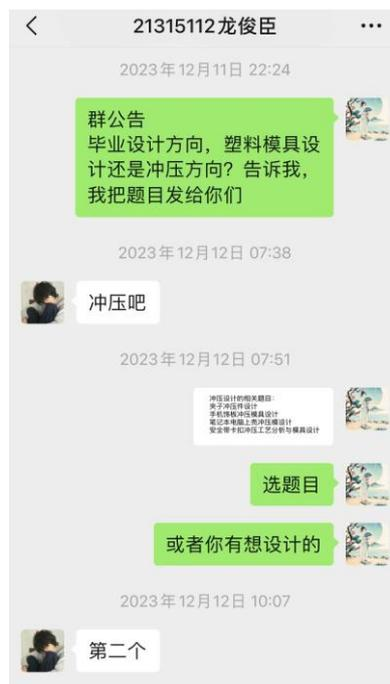 21315112龙俊臣
2023年12月11日 22:24
群公告
毕业设计方向，塑料模具设
计还是冲压方向？告诉我，
我把题目发给你们
2023年12月12日 07:38
冲压吧
2023年12月12日 07:51
冲压设计的相关题目：
夹子冲压件设计
手机饰板冲压模具设计
笔记本电脑上壳冲压模设计
安全带卡扣冲压工艺分析与模具设计
选题目
或者你有想设计的
2023年12月12日 10:07
第二个